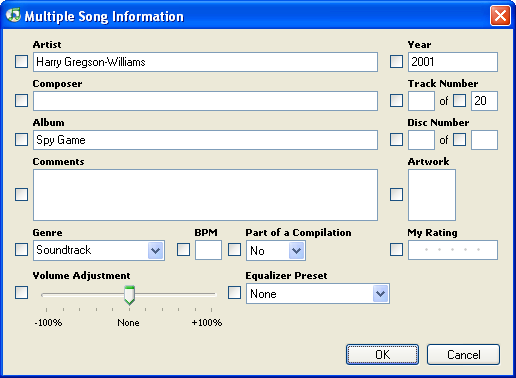 Multiple Song Information
Artist Year
Harry Gregson-Williams 2001
Composer Track Number
of 20
Album Disc Number
Spy Game of
Comments Artwork
Genre BPM Part of a Compilation My Rating
Soundtrack No
Volume Adjustment Equalizer Preset
None
-100% None +100%
OK Cancel